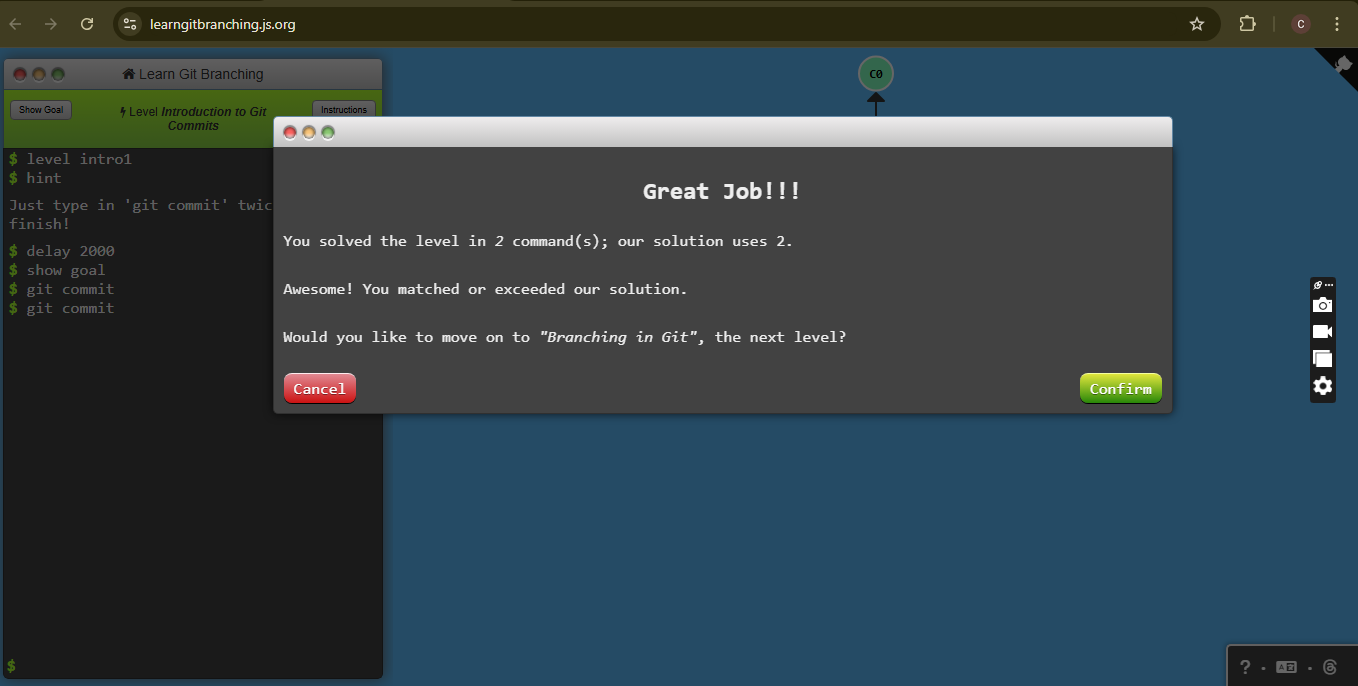 learngitbranching.js.org
C
Learn Git Branching
C0
Show Goal
Level Introduction to Git
Commits
Instructions
$ level intro1
$ hint
Just type in 'git commit' twic
finish!
$ delay 2000
$ show goal
$ git commit
$ git commit
$
Great Job!!!
You solved the level in 2 command(s); our solution uses 2.
Awesome! You matched or exceeded our solution.
Would you like to move on to "Branching in Git", the next level?
Cancel
Confirm
?